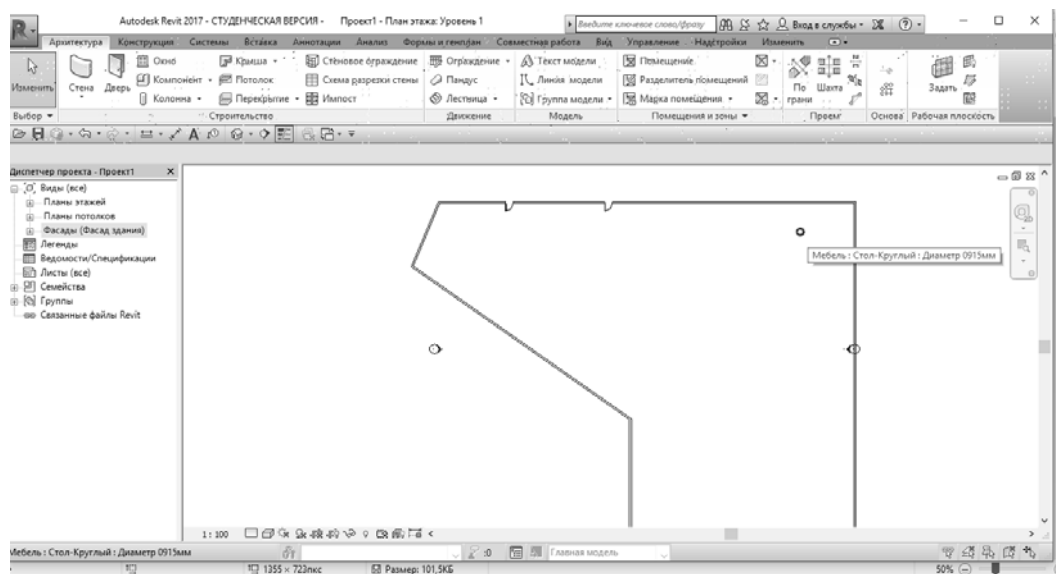 Autodesk Revit 2017 - СТУДЕНЧЕСКАЯ ВЕРСИЯ - Проект1 - План этажа: Уровень 1
Введите ключевое слово/фразу
Вход в службы
Архитектура Конструкция Системы Вставка Аннотации Анализ Формы и генплан Совместная работа Вид Управление Надстройки Изменить
Изменить
Стена
Дверь
Окно
Компонент
Колонна
Крыша
Потолок
Перекрытие
Стеновое ограждение
Схема разрезки стены
Импост
Ограждение
Пандус
Лестница
Текст модели
Линия модели
Группа модели
Помещение
Разделитель помещений
Марка помещения
По грани
Шахта
Задать
Выбор
Строительство
Движение
Модель
Помещения и зоны
Проем
Основа
Рабочая плоскость
Диспетчер проекта - Проект1
Виды (все)
Планы этажей
Планы потолков
Фасады (Фасад здания)
Легенды
Ведомости/Спецификации
Листы (все)
Семейства
Группы
Связанные файлы Revit
Мебель : Стол-Круглый : Диаметр 0915мм
1 : 100
Мебель : Стол-Круглый : Диаметр 0915мм
:0
Главная модель
1355 × 723пкс
Размер: 101,5КБ
50%